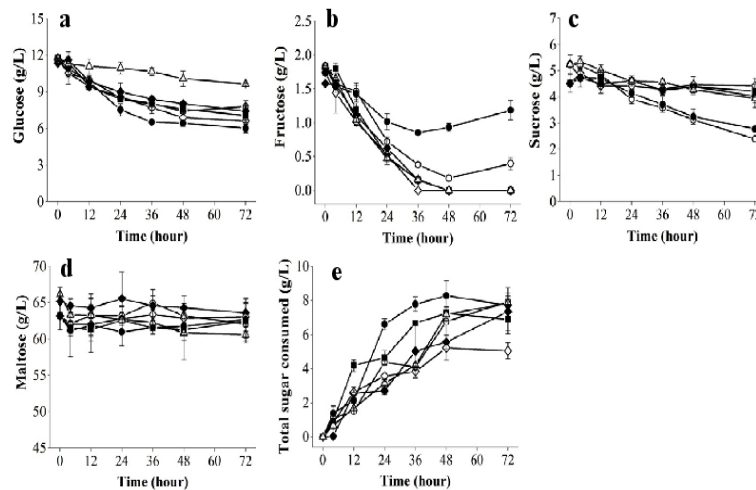 a
b
c
Glucose (g/L)
15
12
9
6
3
0
0 12 24 36 48 60 72
Time (hour)
Fructose (g/L)
2.5
2.0
1.5
1.0
0.5
0.0
0 12 24 36 48 60 72
Time (hour)
Sucrose (g/L)
7
6
5
4
3
2
1
0
0 12 24 36 48 60 72
Time (hour)
d
e
Maltose (g/L)
70
65
60
55
50
45
0 12 24 36 48 60 72
Time (hour)
Total sugar consumed (g/L)
10
8
6
4
2
0
0 12 24 36 48 60 72
Time (hour)